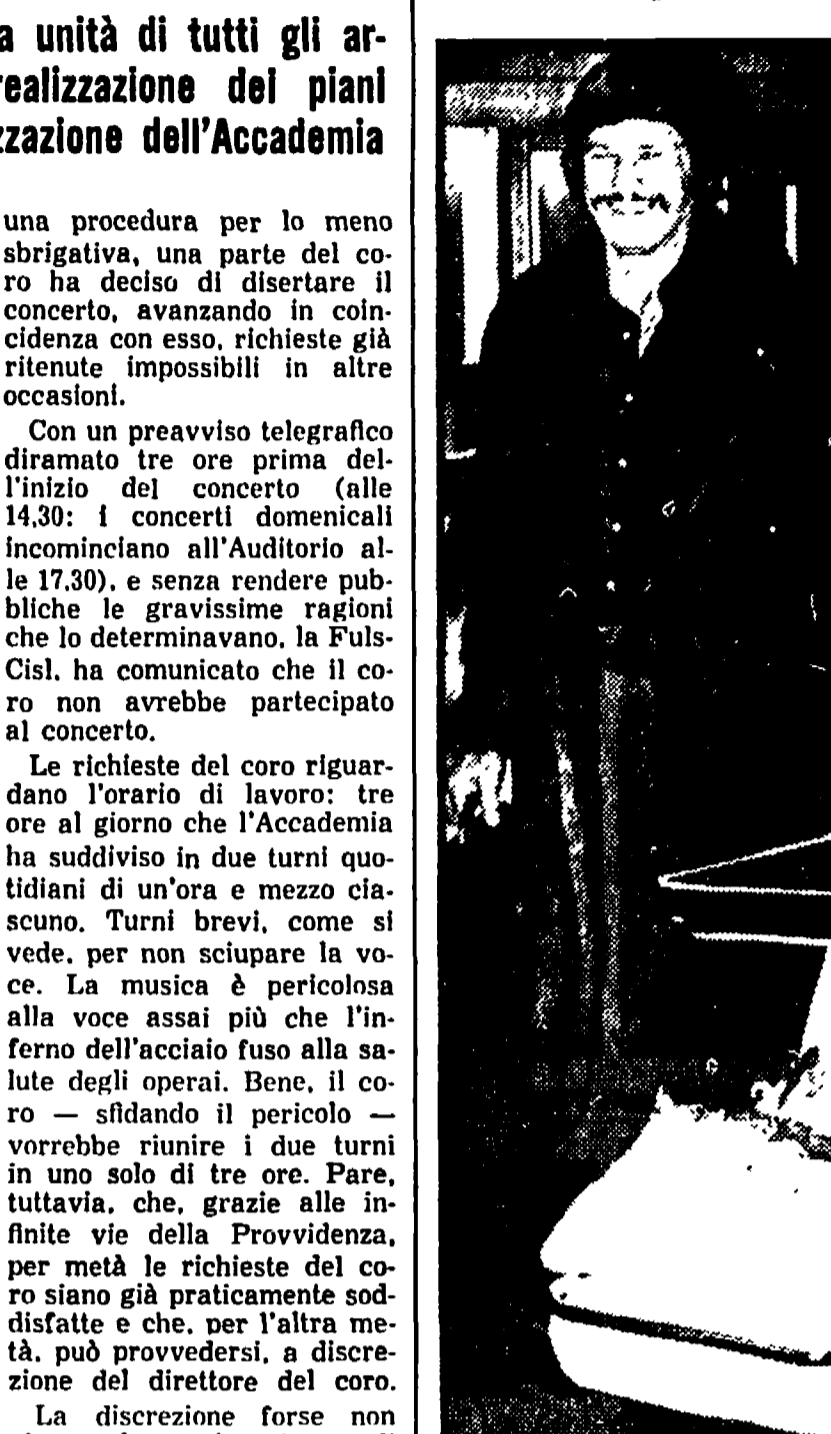 a unità di tutti gli ar-
realizzazione dei piani
zzazione dell'Accademia
una procedura per lo meno
sbrigativa, una parte del co-
ro ha deciso di disertare il
concerto, avanzando in coin-
cidenza con esso, richieste già
ritenute impossibili in altre
occasioni.
Con un preavviso telegrafico
diramato tre ore prima del-
l'inizio del concerto (alle
14,30: i concerti domenicali
incominciano all'Auditorio al-
le 17,30), e senza rendere pub-
bliche le gravissime ragioni
che lo determinavano, la Fuls-
Cisl, ha comunicato che il co-
ro non avrebbe partecipato
al concerto.
Le richieste del coro riguar-
dano l'orario di lavoro: tre
ore al giorno che l'Accademia
ha suddiviso in due turni quo-
tidiani di un'ora e mezzo cia-
scuno. Turni brevi, come si
vede, per non sciupare la vo-
ce. La musica è pericolosa
alla voce assai più che l'in-
ferno dell'acciaio fuso alla sa-
lute degli operai. Bene, il co-
ro — sfidando il pericolo —
vorrebbe riunire i due turni
in uno solo di tre ore. Pare,
tuttavia, che, grazie alle in-
finite vie della Provvidenza,
per metà le richieste del co-
ro siano già praticamente sod-
disfatte e che, per l'altra me-
tà, può provvedersi, a discre-
zione del direttore del coro.
La discrezione forse non